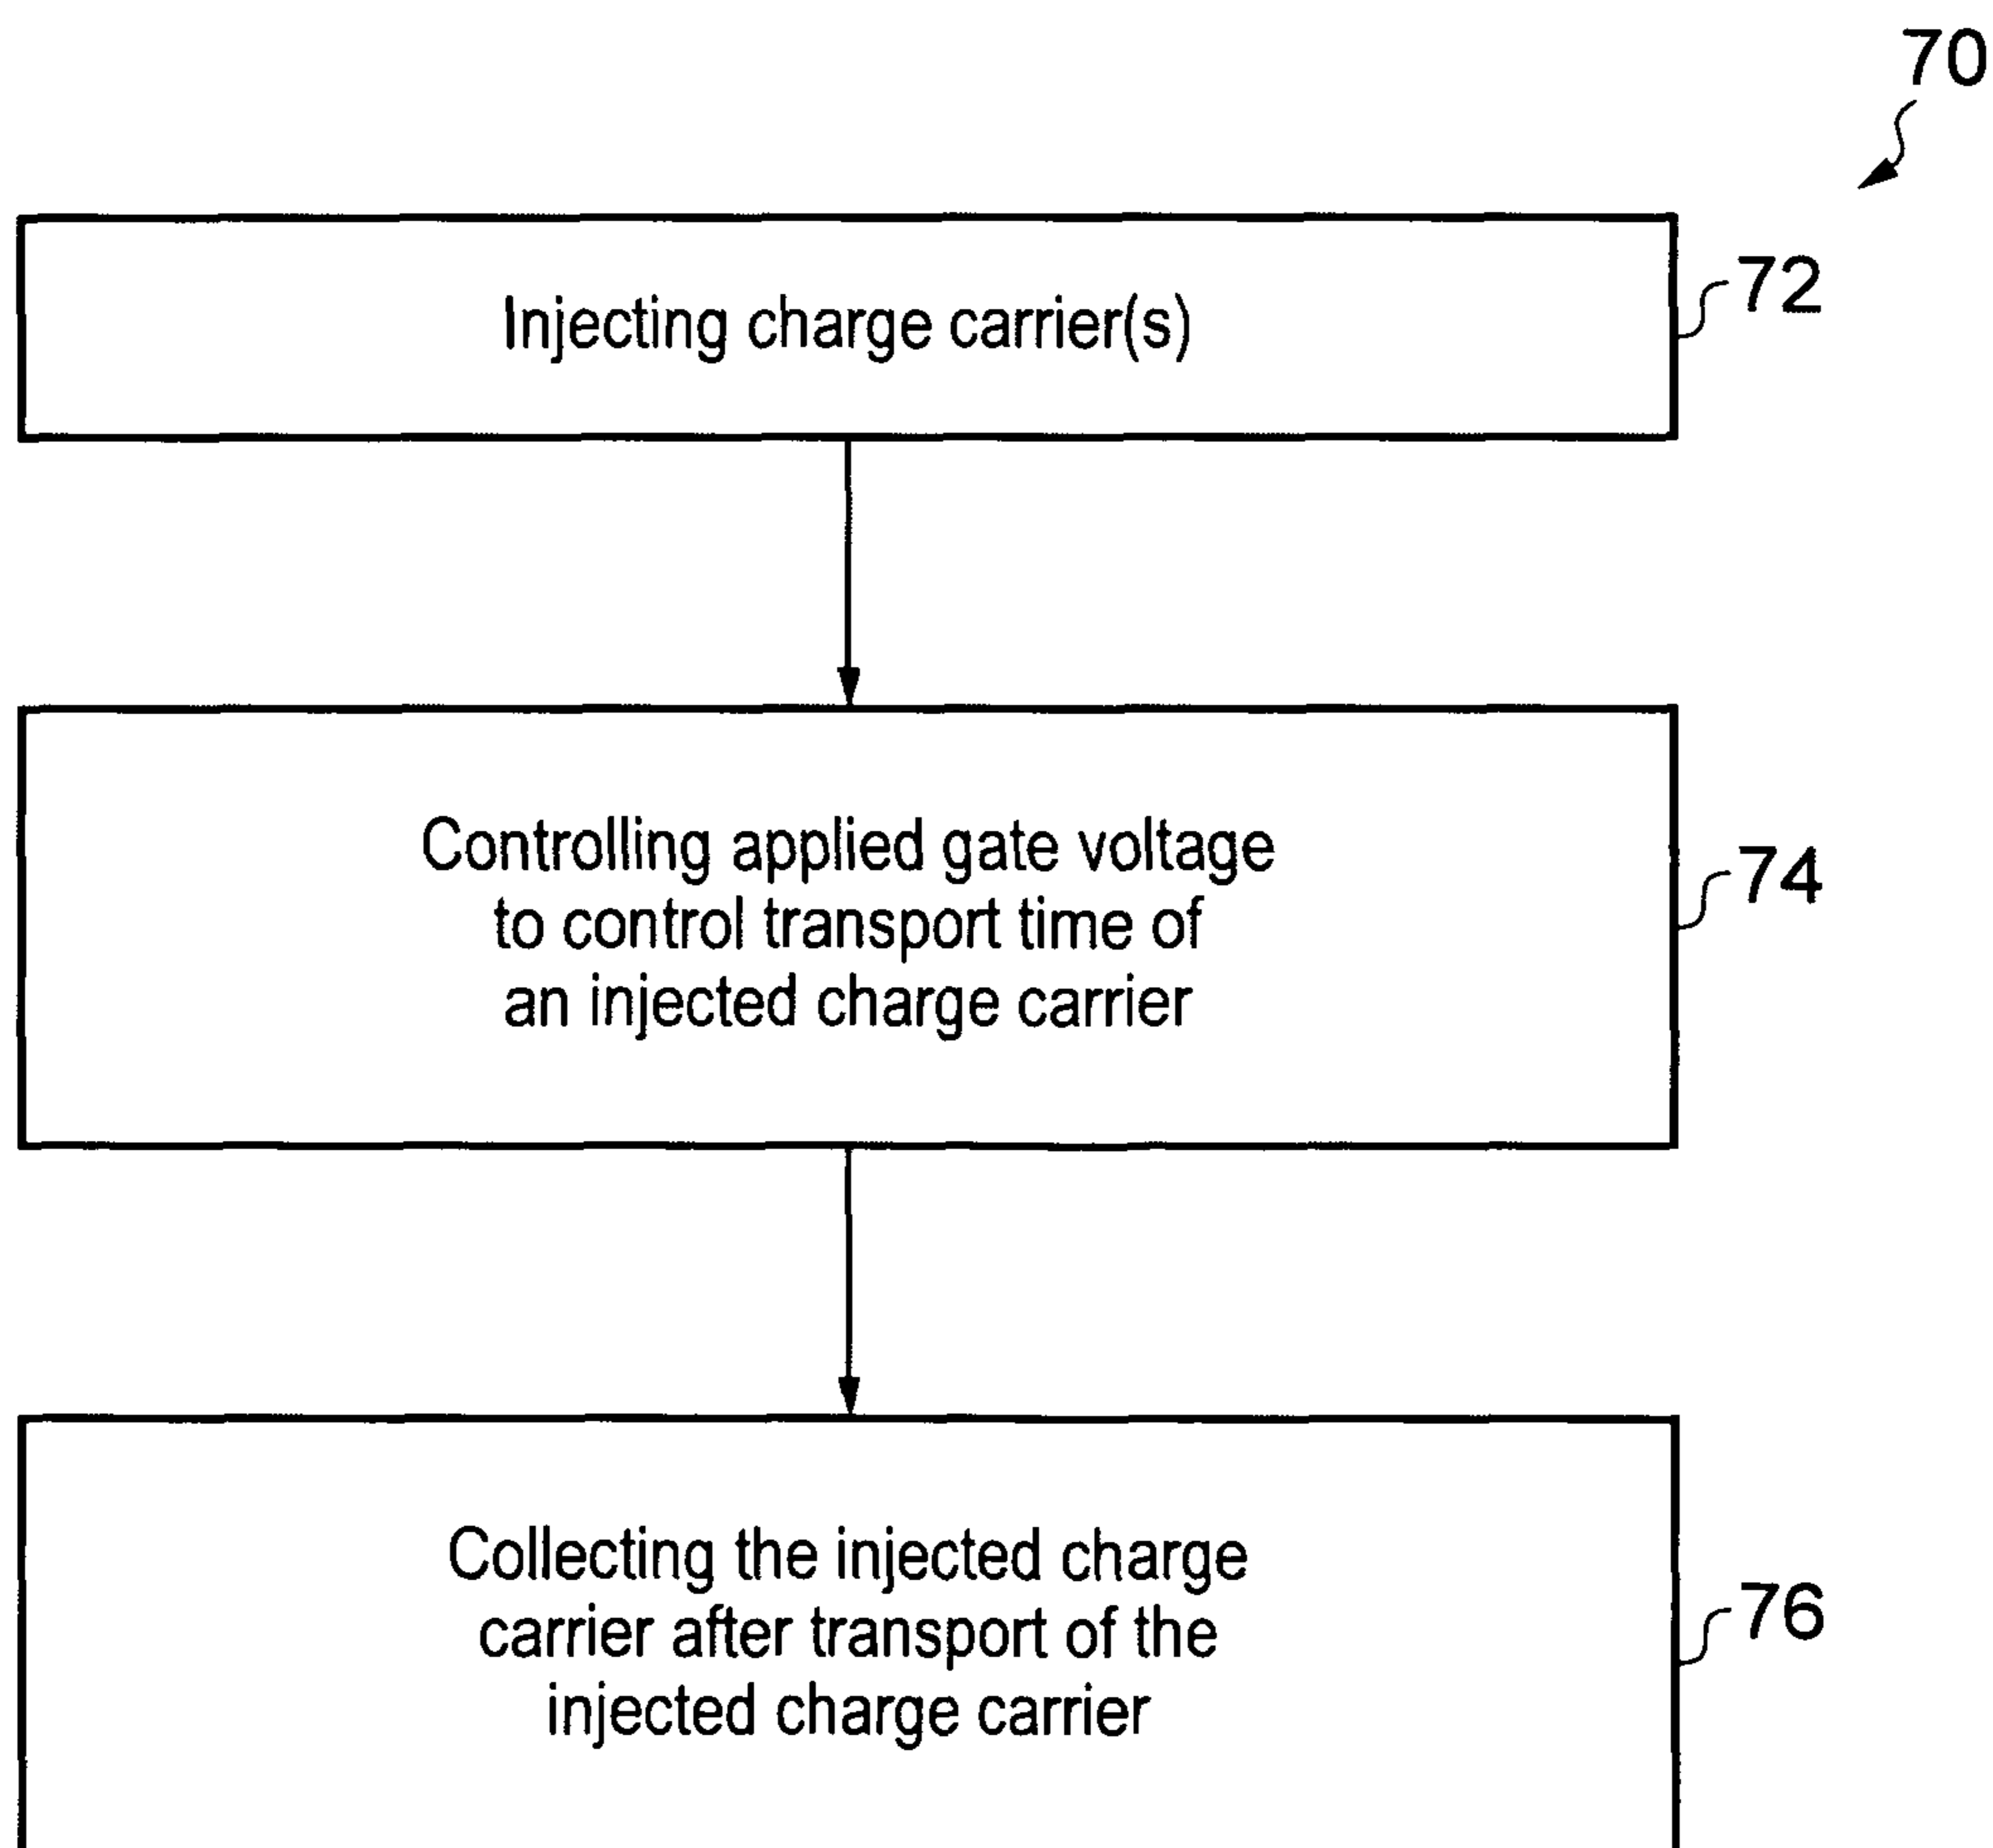 70
Injecting charge carrier(s)
72
Controlling applied gate voltage
to control transport time of
an injected charge carrier
74
Collecting the injected charge
carrier after transport of the
injected charge carrier
76